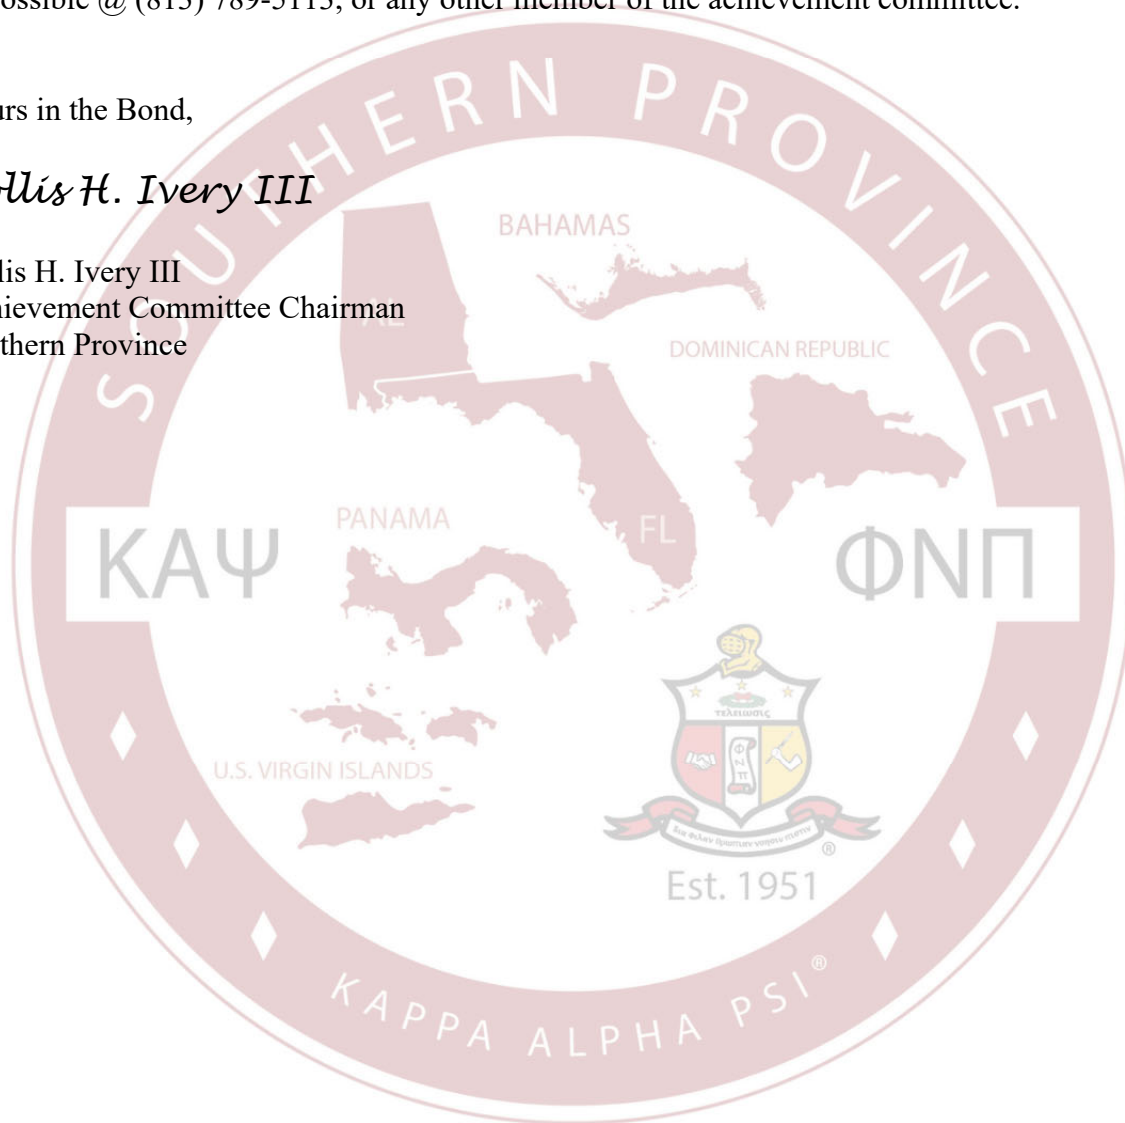 ossible @ (813) 789-5113, or any other member of the achievement committee.
urs in the Bond,
ollis H. Ivery III
lis H. Ivery III
hievement Committee Chairman
thern Province
SOUTHERN PROVINCE
BAHAMAS
AL
DOMINICAN REPUBLIC
PANAMA
FL
ΚΑΨ
ΦΝΠ
τελειωσις
Φ
Ν
Π
U.S. VIRGIN ISLANDS
®
Est. 1951
KAPPA ALPHA PSI®